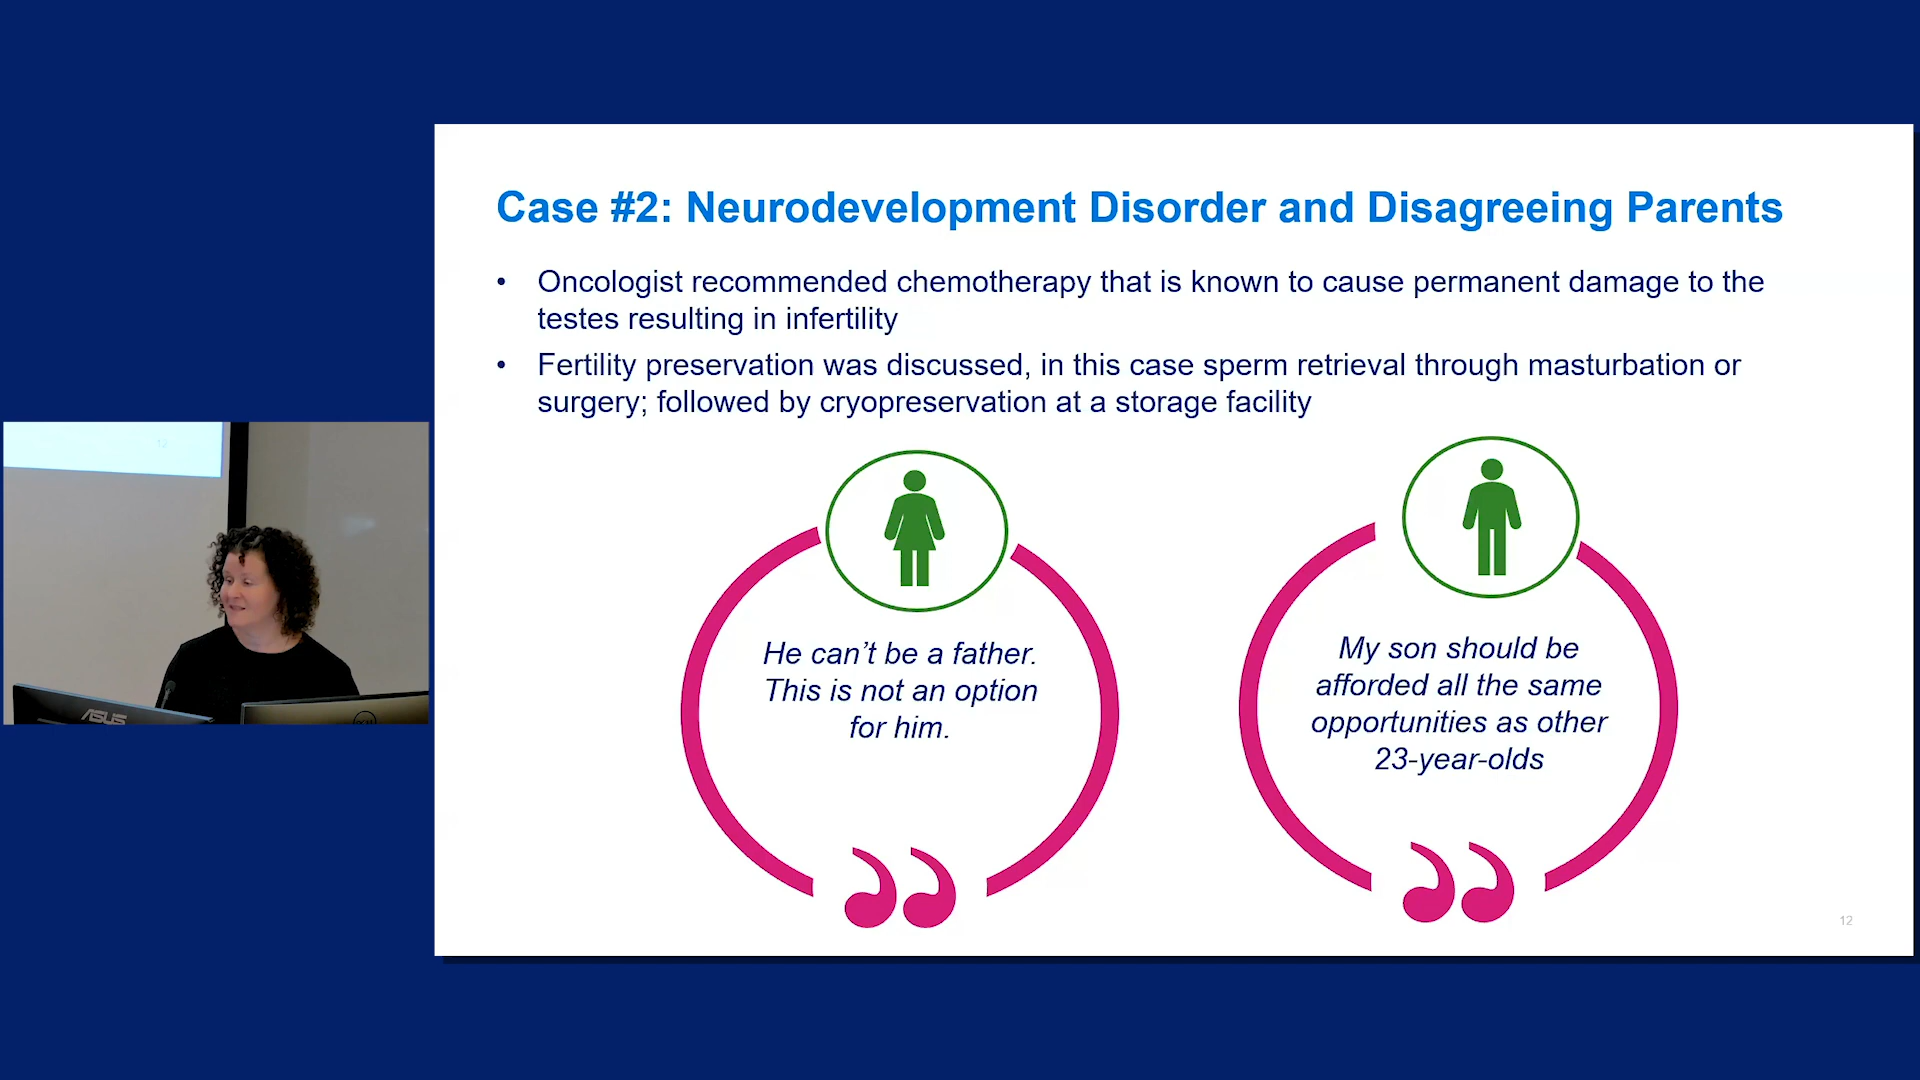 Case #2: Neurodevelopment Disorder and Disagreeing Parents
• Oncologist recommended chemotherapy that is known to cause permanent damage to the
testes resulting in infertility
• Fertility preservation was discussed, in this case sperm retrieval through masturbation or
surgery; followed by cryopreservation at a storage facility
He can’t be a father.
This is not an option
for him.
My son should be
afforded all the same
opportunities as other
23-year-olds
12
12
ASUS